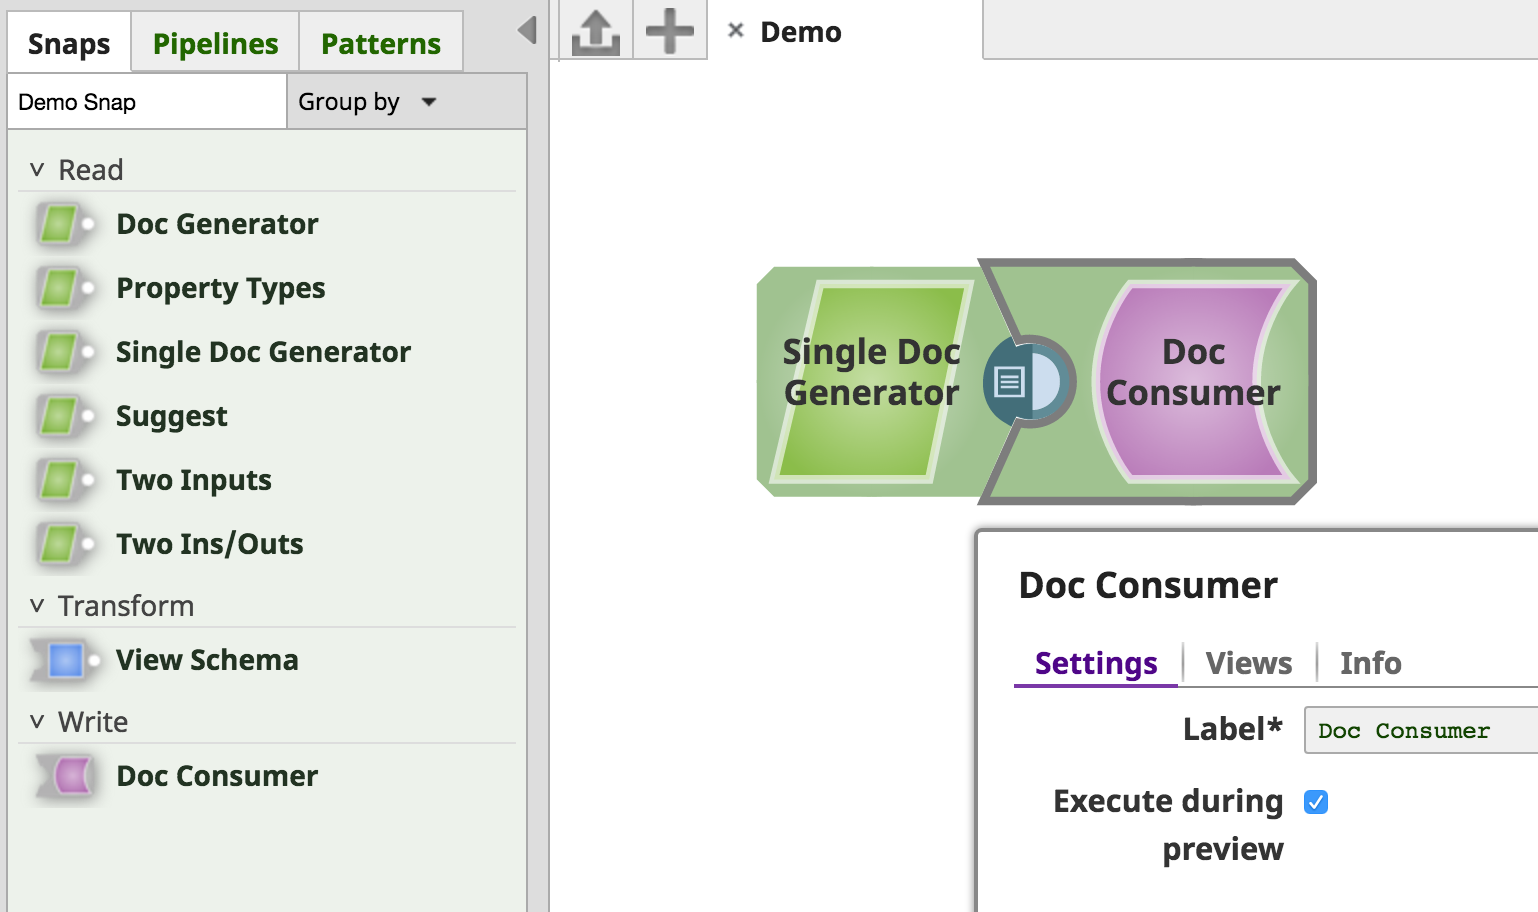 Snaps
Pipelines
Patterns
Demo Snap
Group by
Read
Doc Generator
Property Types
Single Doc Generator
Suggest
Two Inputs
Two Ins/Outs
Transform
View Schema
Write
Doc Consumer
Demo
Single Doc
Generator
Doc
Consumer
Doc Consumer
Settings
Views
Info
Label*
Doc Consumer
Execute during
preview